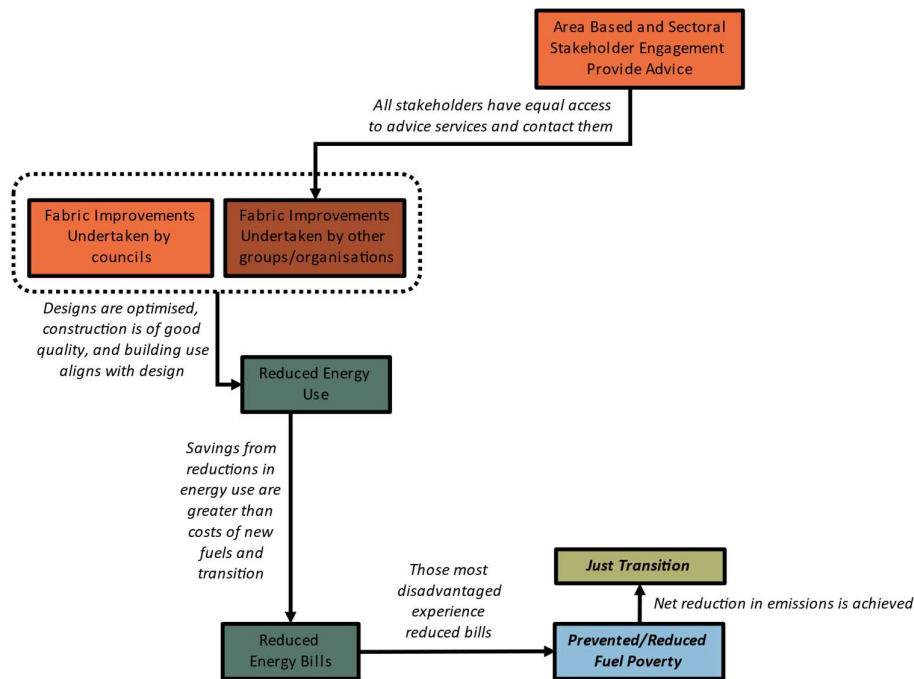 Area Based and Sectoral
Stakeholder Engagement
Provide Advice
All stakeholders have equal access
to advice services and contact them
Fabric Improvements
Undertaken by
councils
Fabric Improvements
Undertaken by other
groups/organisations
Designs are optimised,
construction is of good
quality, and building use
aligns with design
Reduced Energy
Use
Savings from
reductions in
energy use are
greater than
costs of new
fuels and
transition
Those most
disadvantaged
experience
reduced bills
Just Transition
Net reduction in emissions is achieved
Reduced
Energy Bills
Prevented/Reduced
Fuel Poverty